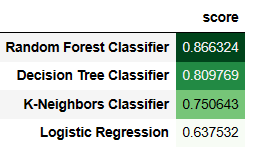 score
Random Forest Classifier 0.866324
Decision Tree Classifier 0.809769
K-Neighbors Classifier 0.750643
Logistic Regression 0.637532